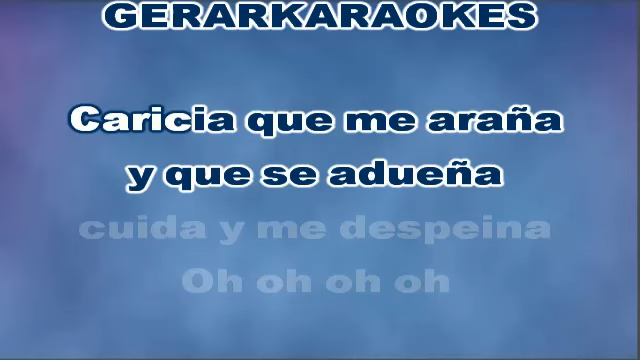 GERARKARAOKES
Caricia que me araña
y que se adueña
cuida y me despeina
Oh oh oh oh